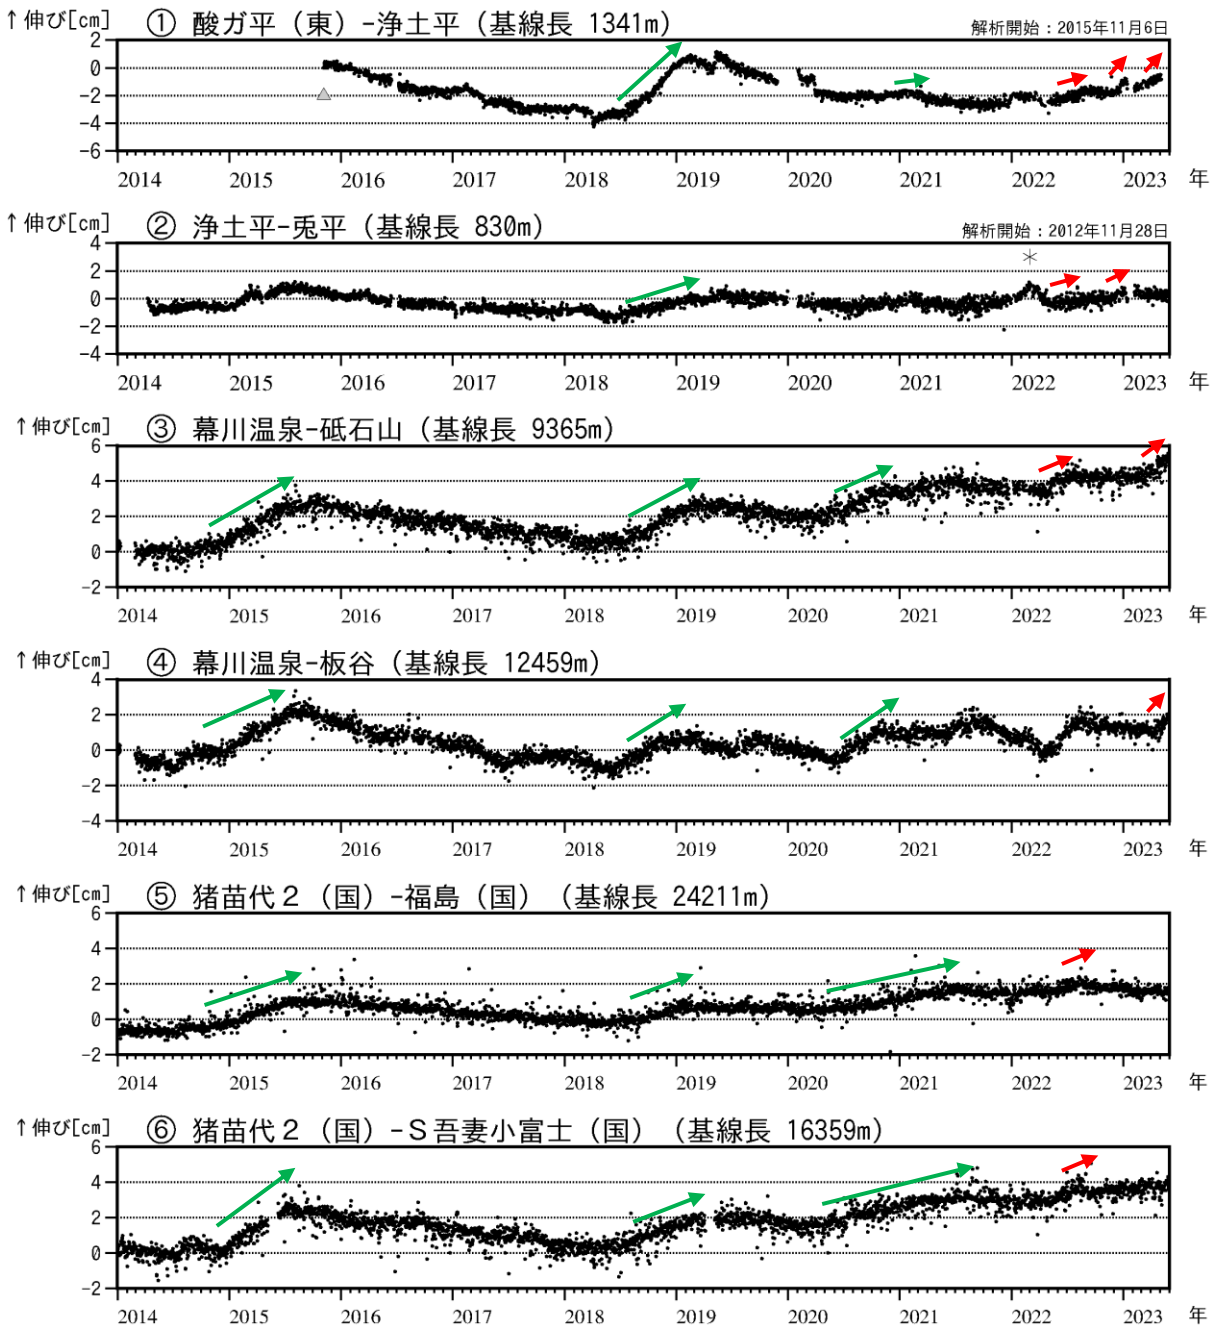 ↑伸び[cm] ① 酸ガ平（東）-浄土平（基線長 1341m） 解析開始：2015年11月6日
2
0
-2
-4
-6
2014 2015 2016 2017 2018 2019 2020 2021 2022 2023 年
↑伸び[cm] ② 浄土平-兎平（基線長 830m） 解析開始：2012年11月28日
4
2
0
-2
-4
2014 2015 2016 2017 2018 2019 2020 2021 2022 2023 年
↑伸び[cm] ③ 幕川温泉-砥石山（基線長 9365m）
6
4
2
0
-2
2014 2015 2016 2017 2018 2019 2020 2021 2022 2023 年
↑伸び[cm] ④ 幕川温泉-板谷（基線長 12459m）
4
2
0
-2
-4
2014 2015 2016 2017 2018 2019 2020 2021 2022 2023 年
↑伸び[cm] ⑤ 猪苗代２（国）-福島（国）（基線長 24211m）
6
4
2
0
-2
2014 2015 2016 2017 2018 2019 2020 2021 2022 2023 年
↑伸び[cm] ⑥ 猪苗代２（国）-Ｓ吾妻小富士（国）（基線長 16359m）
6
4
2
0
-2
2014 2015 2016 2017 2018 2019 2020 2021 2022 2023 年